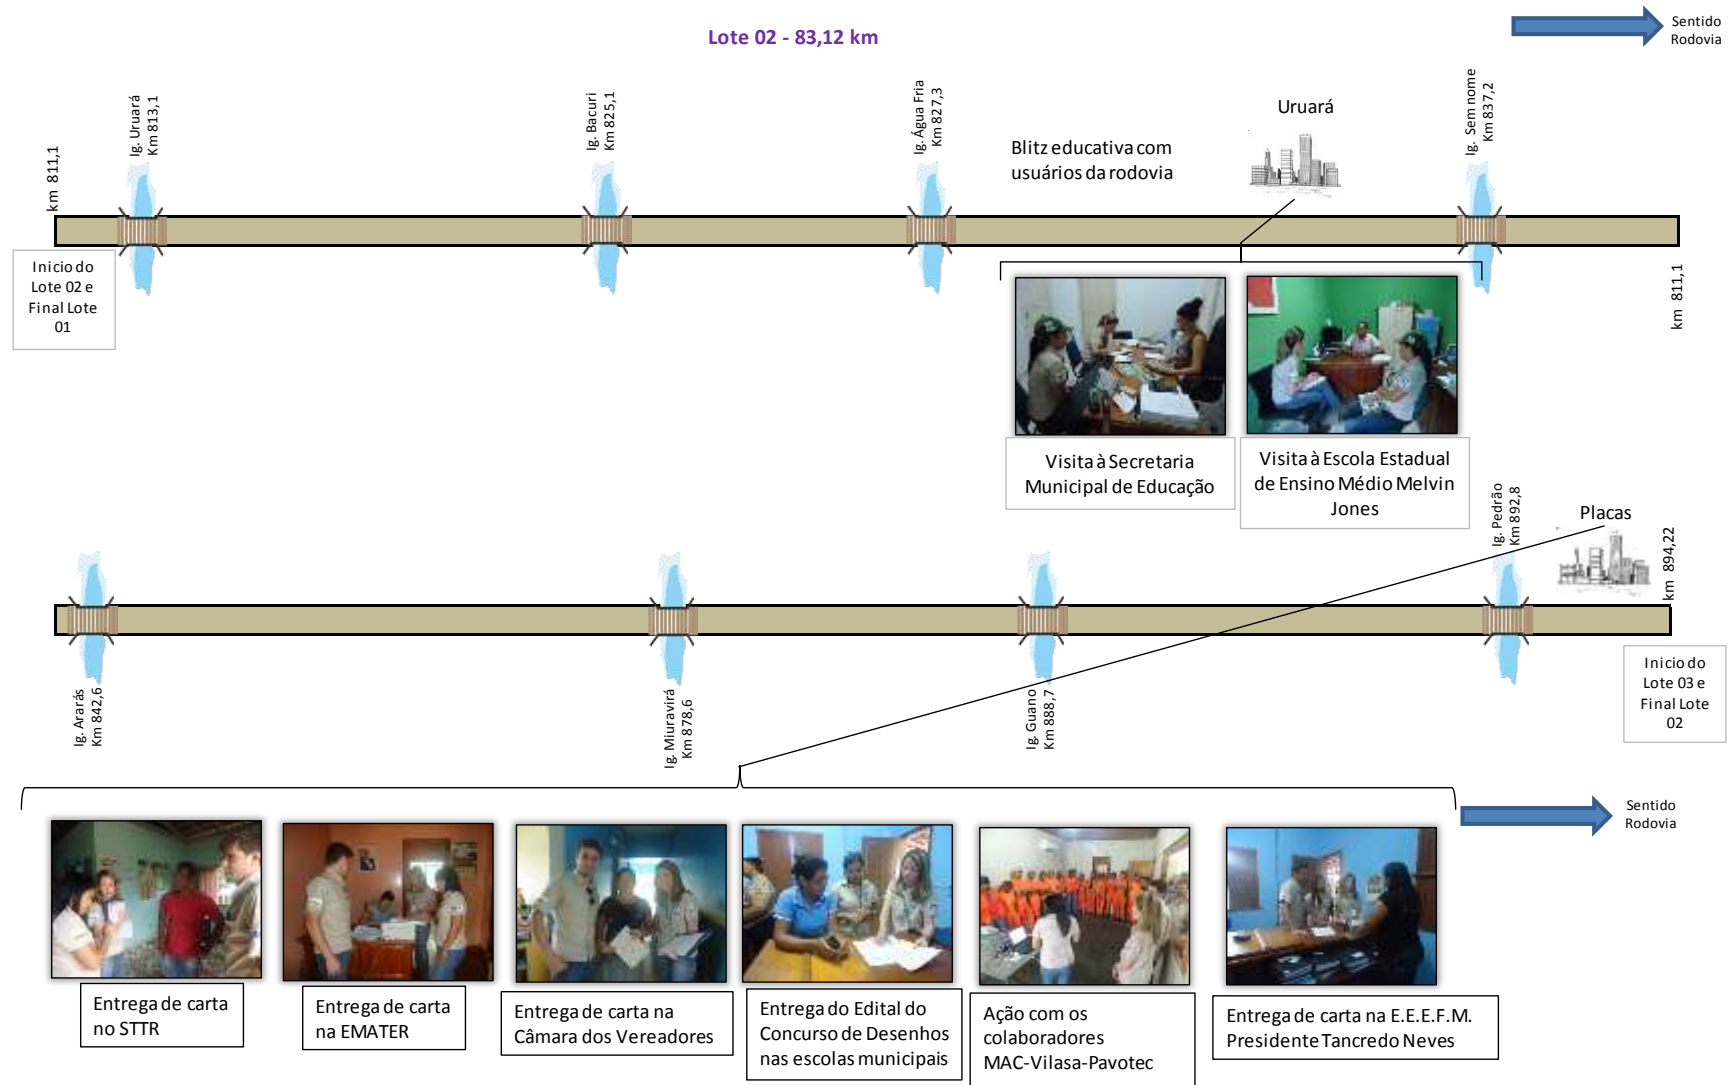 Lote 02 - 83,12 km
Sentido
Rodovia
km 811,1
Ig. Uruará
Km 813,1
Ig. Bacuri
Km 825,1
Ig. Água Fria
Km 827,3
Blitz educativa com
usuários da rodovia
Uruará
Ig. Sem nome
Km 837,2
Inicio do
Lote 02 e
Final Lote
01
km 811,1
Visita à Secretaria
Municipal de Educação
Visita à Escola Estadual
de Ensino Médio Melvin
Jones
Ig. Pedrão
Km 892,8
Placas
km 894,22
Ig. Ararás
Km 842,6
Ig. Miuravirá
Km 878,6
Ig. Guano
Km 888,7
Inicio do
Lote 03 e
Final Lote
02
Sentido
Rodovia
Entrega de carta
no STTR
Entrega de carta
na EMATER
Entrega de carta na
Câmara dos Vereadores
Entrega do Edital do
Concurso de Desenhos
nas escolas municipais
Ação com os
colaboradores
MAC-Vilasa-Pavotec
Entrega de carta na E.E.E.F.M.
Presidente Tancredo Neves